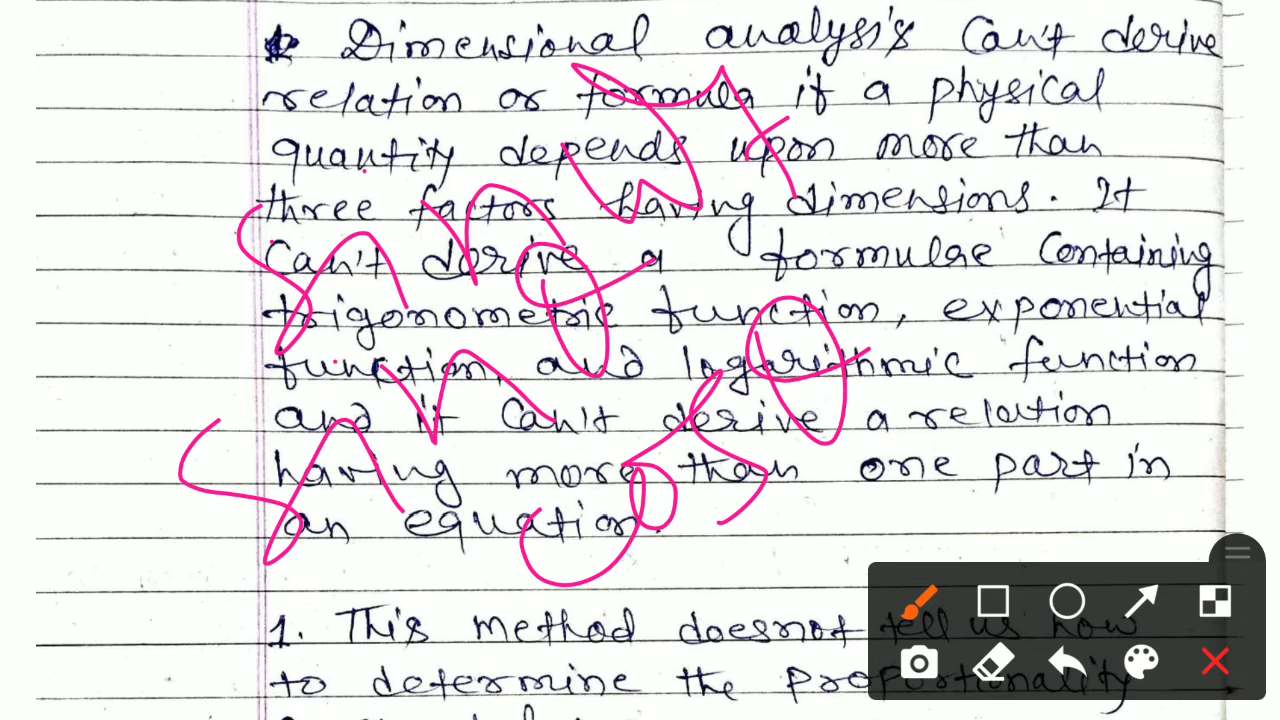 Dimensional analysis's Can't derive
relation or formula if a physical
quantity depends upon more than
three factors having dimensions. It
Can't derive a formulae Containing
trigonometric function, exponential
function, and logarithmic function
and it Can't derive a relation
having more than one part in
an equation.
1. This method doesnot tell us how
to determine the proportionality